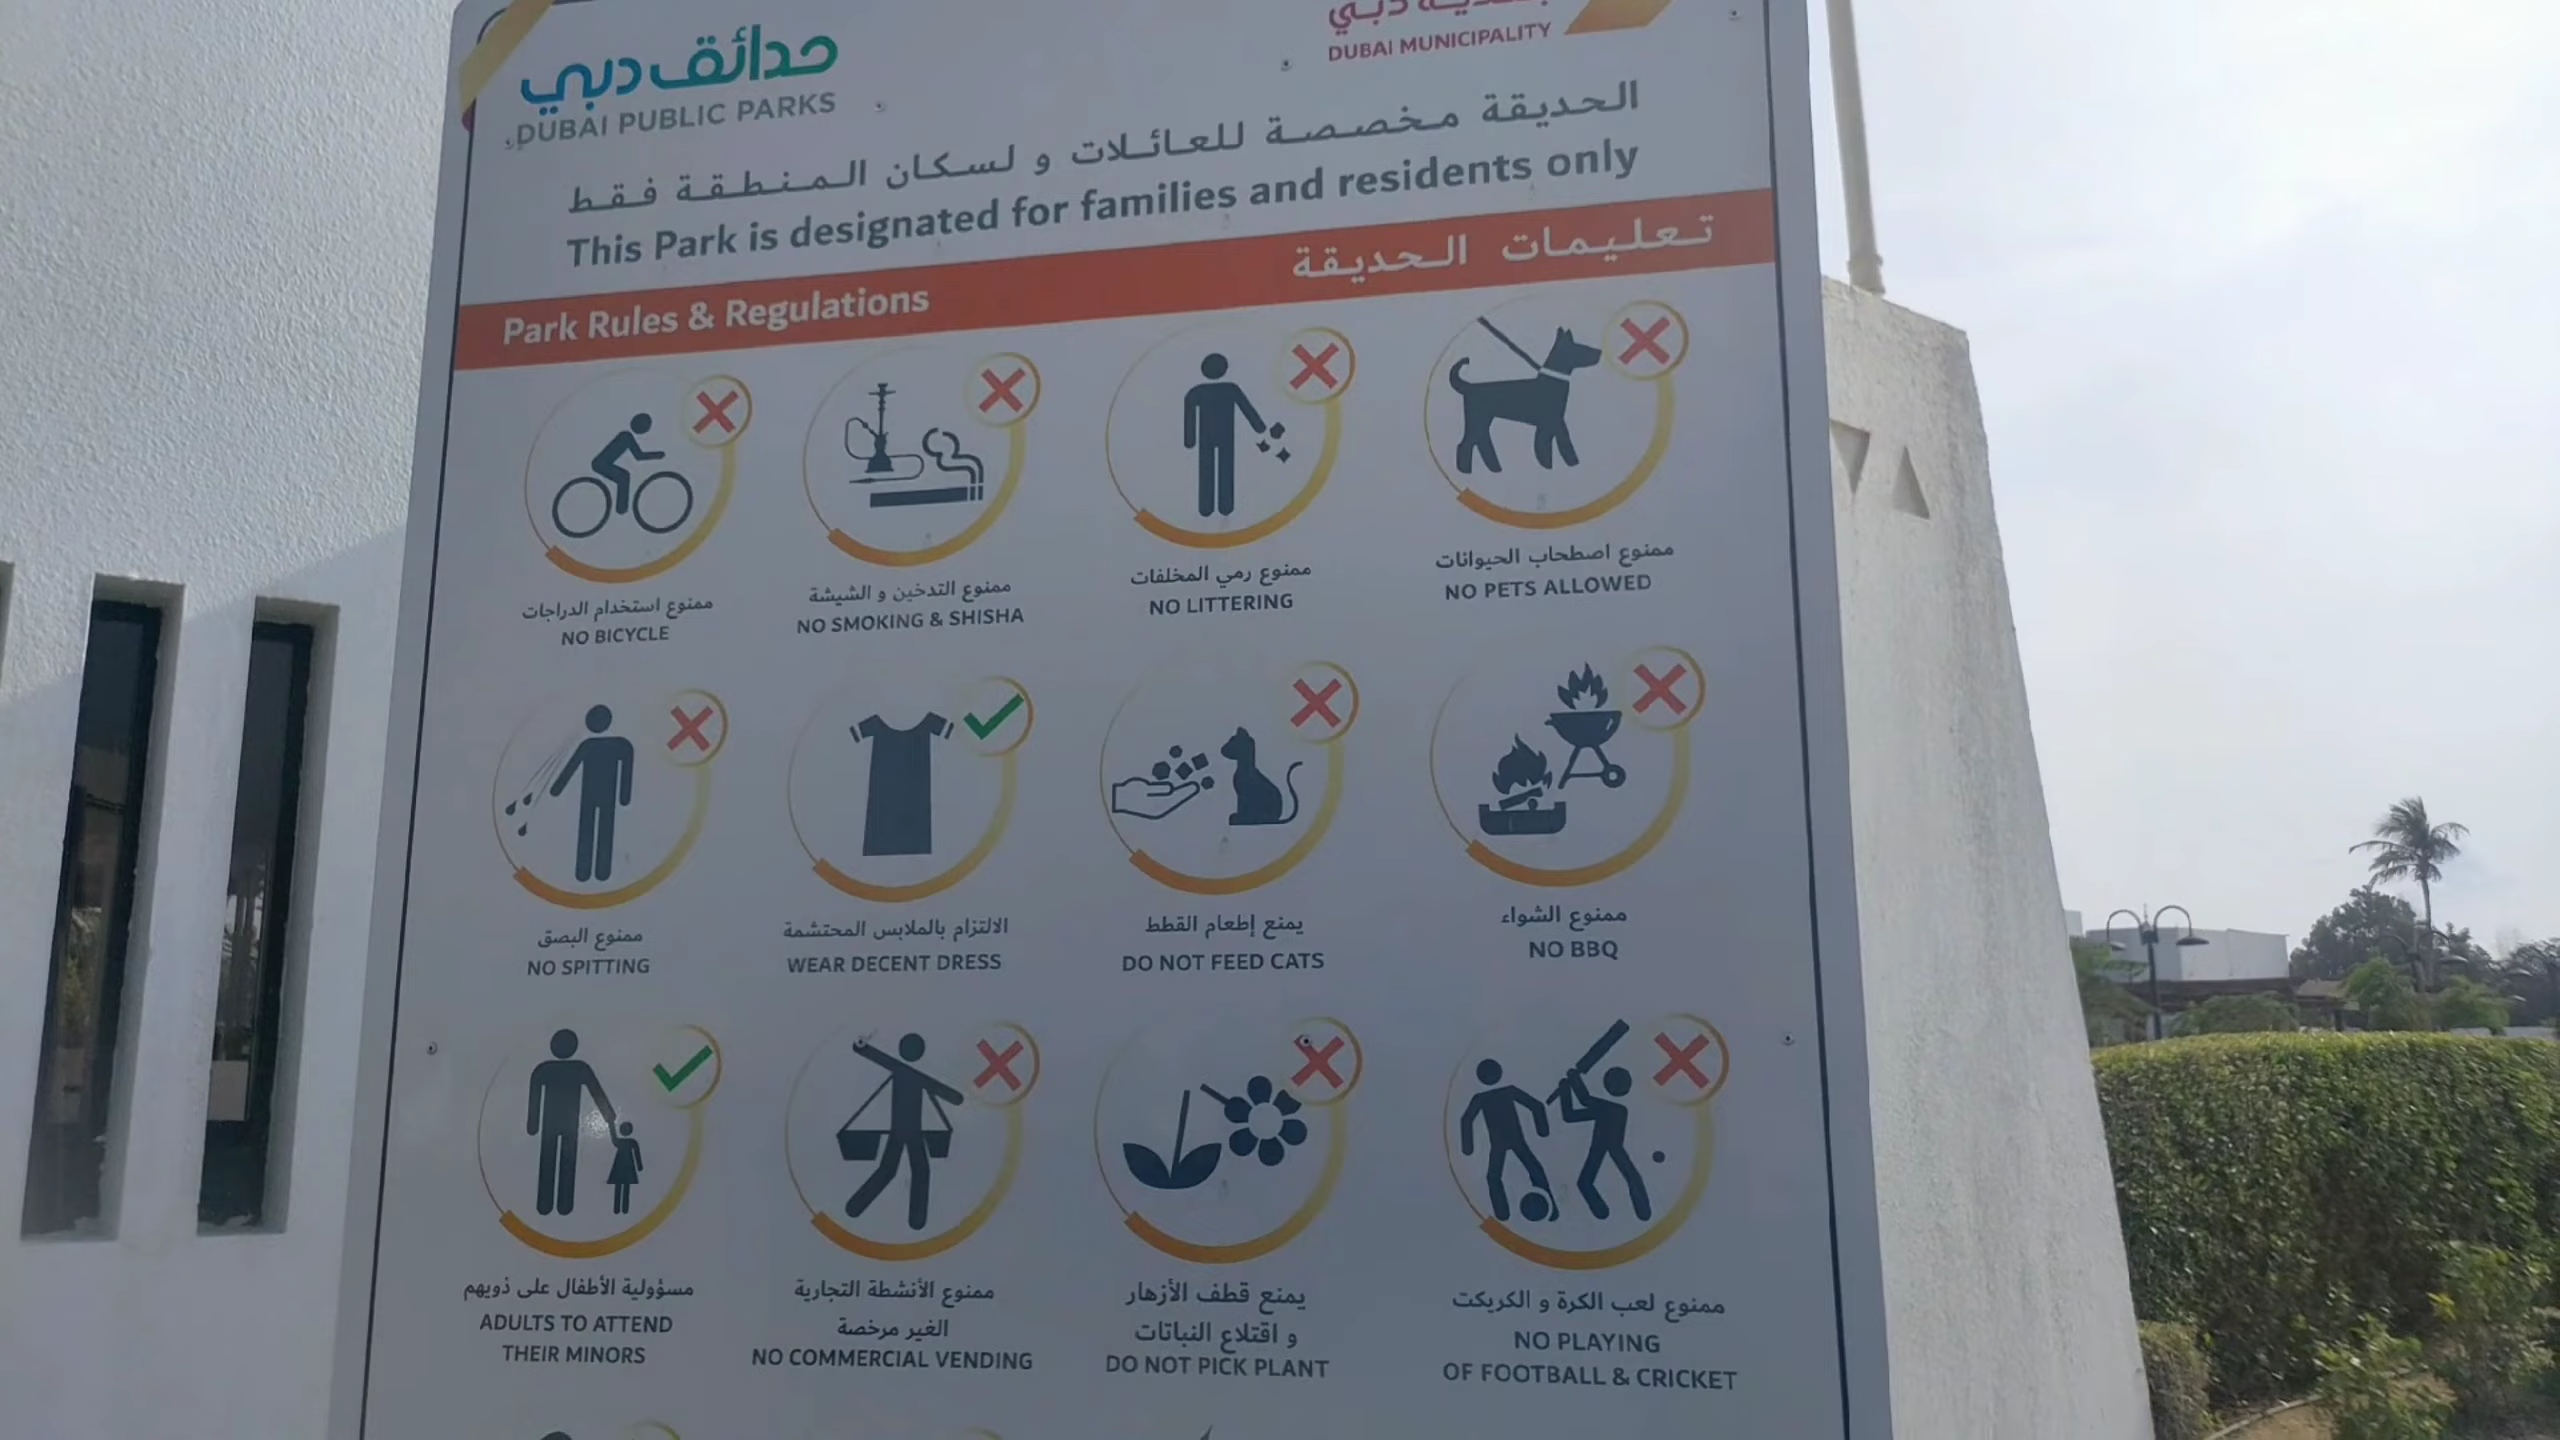 حدائق دبي
DUBAI PUBLIC PARKS
DUBAI MUNICIPALITY
الحديقة مخصصة للعائلات و لسكان المنطقة فقط
This Park is designated for families and residents only
Park Rules & Regulations
تعليمات الحديقة
ممنوع استخدام الدراجات
NO BICYCLE
ممنوع التدخين و الشيشة
NO SMOKING & SHISHA
ممنوع رمي المخلفات
NO LITTERING
ممنوع اصطحاب الحيوانات
NO PETS ALLOWED
ممنوع البصق
NO SPITTING
الالتزام بالملابس المحتشمة
WEAR DECENT DRESS
يمنع إطعام القطط
DO NOT FEED CATS
ممنوع الشواء
NO BBQ
مسؤولية الأطفال على ذويهم
ADULTS TO ATTEND
THEIR MINORS
ممنوع الأنشطة التجارية
الغير مرخصة
NO COMMERCIAL VENDING
يمنع قطف الأزهار
و اقتلاع النباتات
DO NOT PICK PLANT
ممنوع لعب الكرة و الكريكت
NO PLAYING
OF FOOTBALL & CRICKET